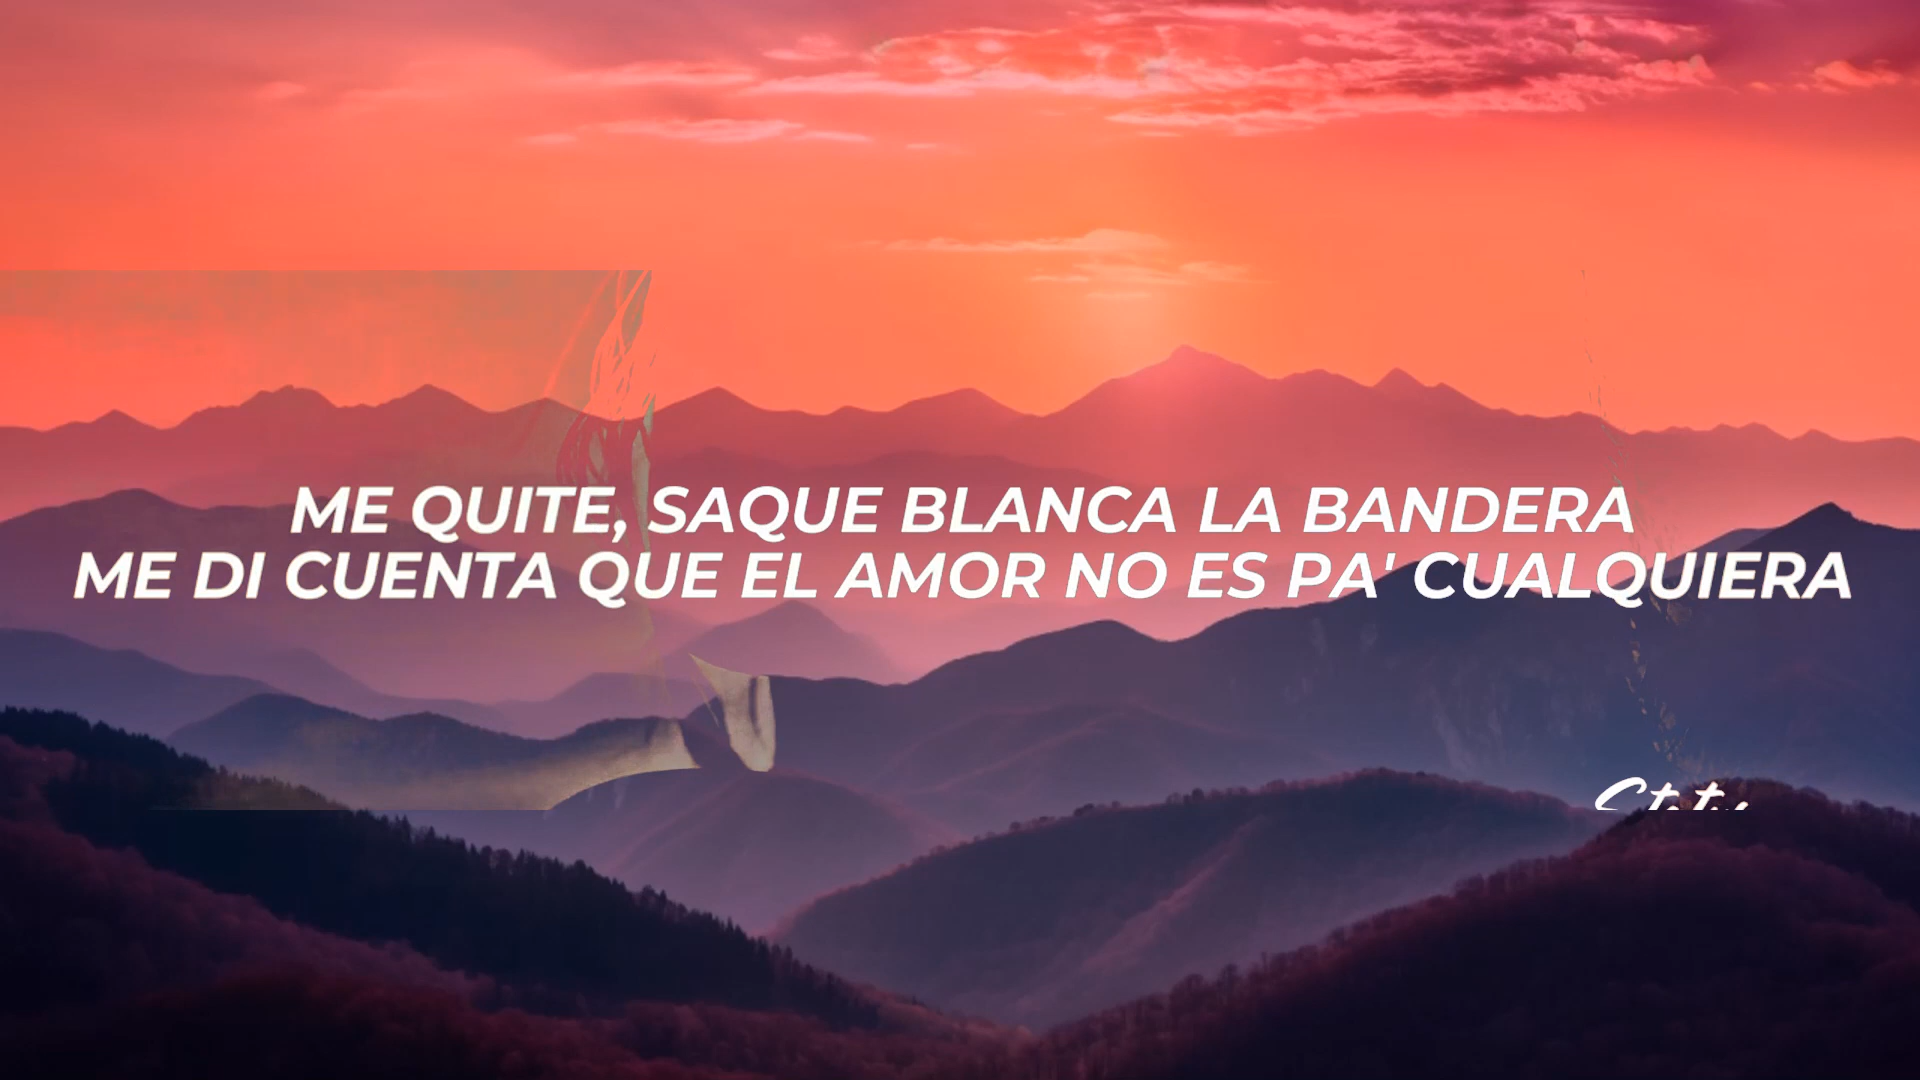 ME QUITE, SAQUE BLANCA LA BANDERA
ME DI CUENTA QUE EL AMOR NO ES PA' CUALQUIERA